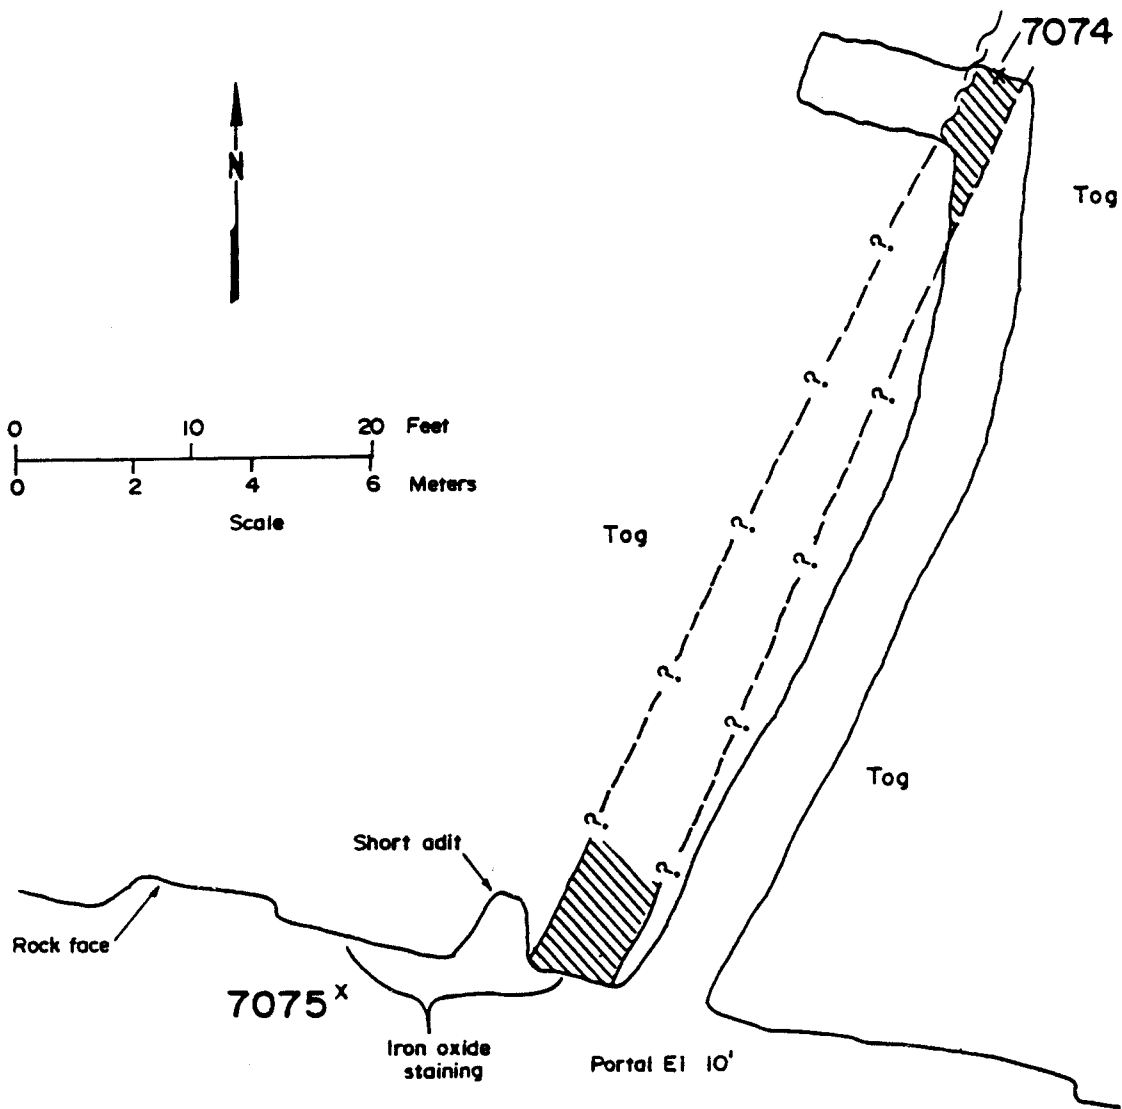 7074
N
Tog
?
?
?
0 10 20 Feet
0 2 4 6 Meters
Scale
?
Tog
?
?
?
?
Tog
?
Short adit
?
Rock face
7075 x
Iron oxide
staining
Portal El 10'